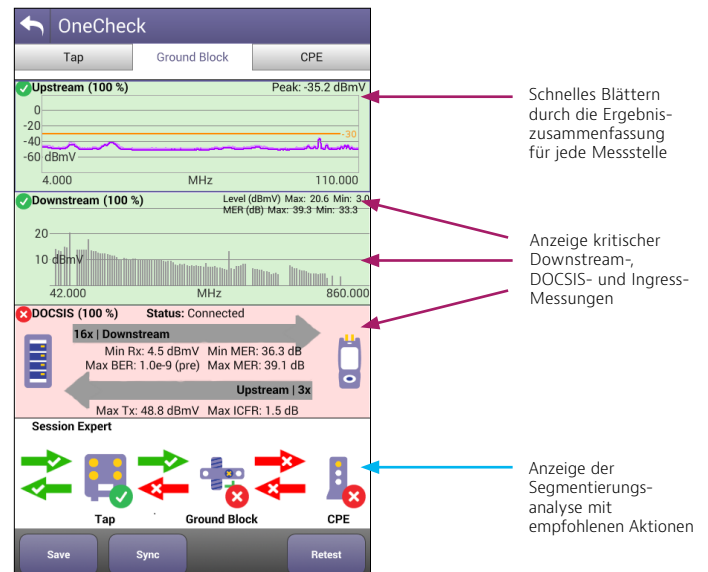 OneCheck
Tap Ground Block CPE
Upstream (100 %) Peak: -35.2 dBmV
0
-20
-30
-40
-60 dBmV
4.000 MHz 110.000
Downstream (100 %) Level (dBmV) Max: 20.6 Min: 3.0
MER (dB) Max: 39.3 Min: 33.3
20
10 dBmV
42.000 MHz 860.000
DOCSIS (100 %) Status: Connected
16x | Downstream
Min Rx: 4.5 dBmV Min MER: 36.3 dB
Max BER: 1.0e-9 (pre) Max MER: 39.1 dB
Upstream | 3x
Max Tx: 48.8 dBmV Max ICFR: 1.5 dB
Session Expert
Tap Ground Block CPE
Save Sync Retest
Schnelles Blättern
durch die Ergebnis-
zusammenfassung
für jede Messstelle
Anzeige kritischer
Downstream-,
DOCSIS- und Ingress-
Messungen
Anzeige der
Segmentierungs-
analyse mit
empfohlenen Aktionen